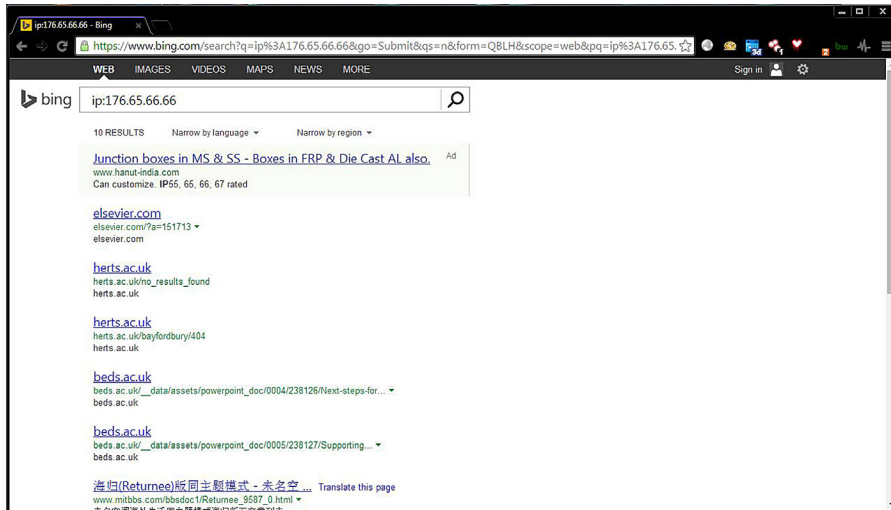 ip:176.65.66.66 - Bing
https://www.bing.com/search?q=ip%3A176.65.66.66&go=Submit&qs=n&form=QBLH&scope=web&pq=ip%3A176.65.
3d
1
2
bw
WEB IMAGES VIDEOS MAPS NEWS MORE Sign in
bing
ip:176.65.66.66
10 RESULTS Narrow by language Narrow by region
Junction boxes in MS & SS - Boxes in FRP & Die Cast AL also. Ad
www.hanut-india.com
Can customize. IP55, 65, 66, 67 rated
elsevier.com
elsevier.com/?a=151713
elsevier.com
herts.ac.uk
herts.ac.uk/no_results_found
herts.ac.uk
herts.ac.uk
herts.ac.uk/bayfordbury/404
herts.ac.uk
beds.ac.uk
beds.ac.uk/__data/assets/powerpoint_doc/0004/238126/Next-steps-for...
beds.ac.uk
beds.ac.uk
beds.ac.uk/__data/assets/powerpoint_doc/0005/238127/Supporting...
beds.ac.uk
海归(Returnee)版同主题模式 - 未名空 ... Translate this page
www.mitbbs.com/bbsdoc1/Returnee_9587_0.html